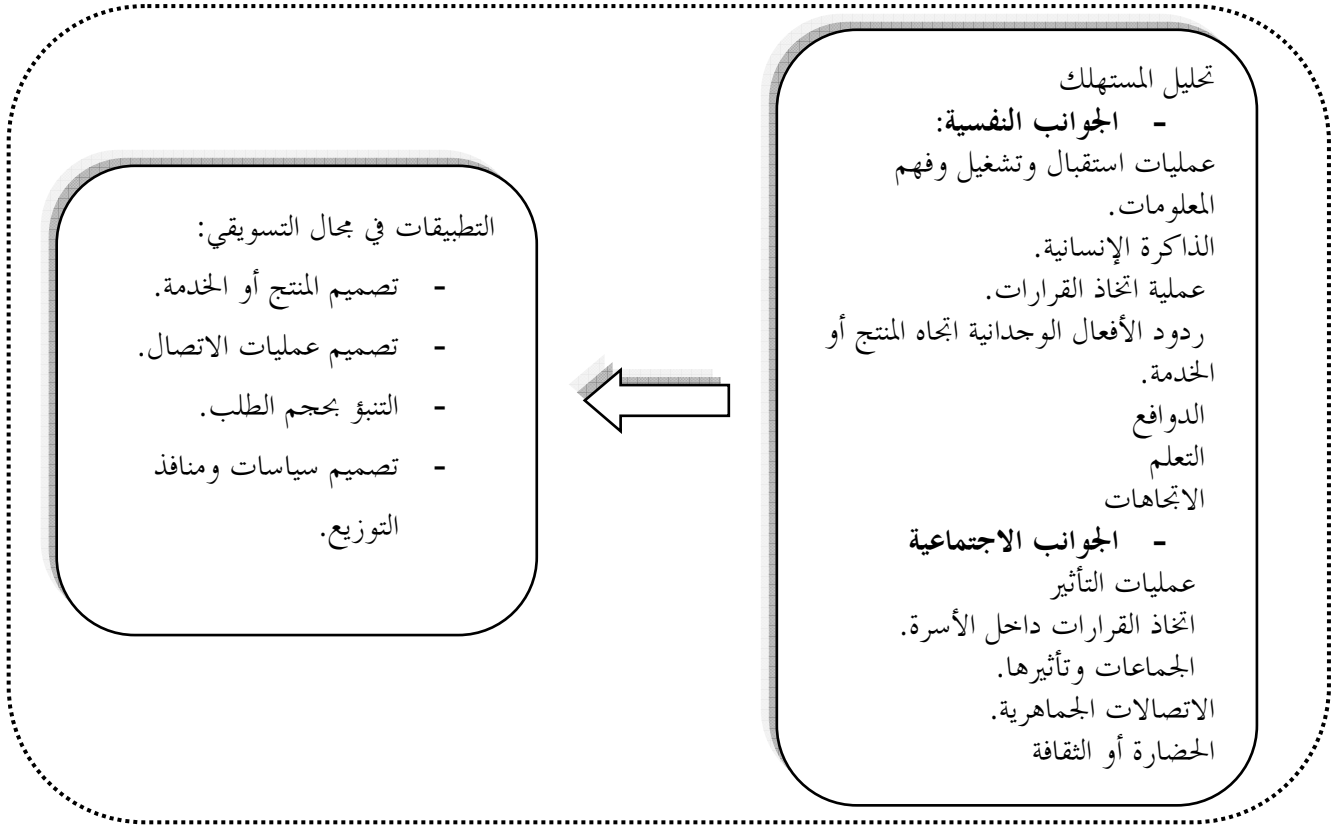 تحليل المستهلك
- الجوانب النفسية:
عمليات استقبال وتشغيل وفهم
المعلومات.
الذاكرة الإنسانية.
عملية اتخاذ القرارات.
ردود الأفعال الوجدانية اتجاه المنتج أو
الخدمة.
الدوافع
التعلم
الاتجاهات
- الجوانب الاجتماعية
عمليات التأثير
اتخاذ القرارات داخل الأسرة.
الجماعات وتأثيرها.
الاتصالات الجماهرية.
الحضارة أو الثقافة
التطبيقات في مجال التسويقي:
- تصميم المنتج أو الخدمة.
- تصميم عمليات الاتصال.
- التنبؤ بحجم الطلب.
- تصميم سياسات ومنافذ
التوزيع.